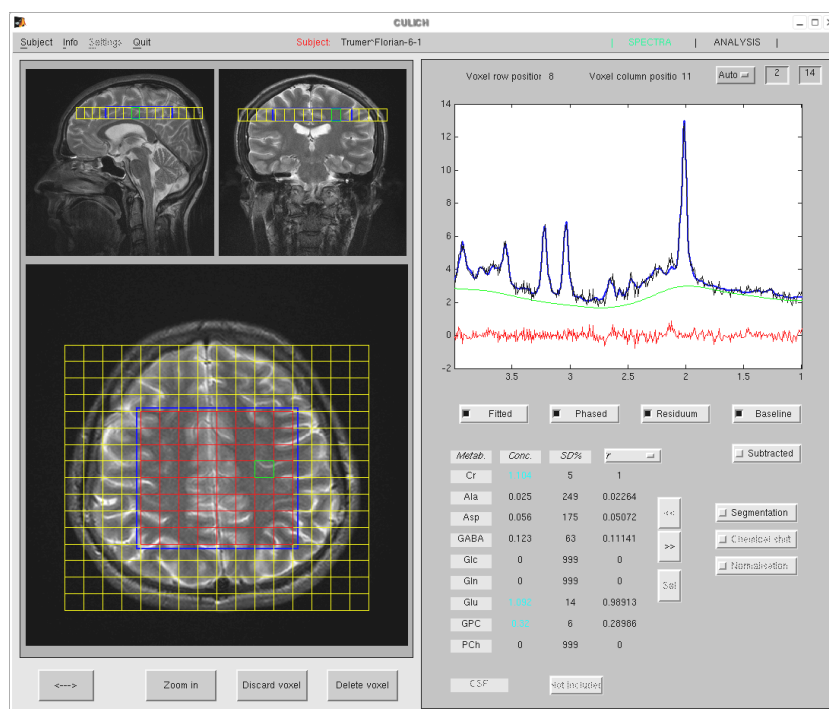 CULICH
Subject Info Settings Quit Subject: Trumer^Florian-6-1 | SPECTRA | ANALYSIS |
Voxel row position 8 Voxel column positio 11 Auto 2 14
14
12
10
8
6
4
2
0
-2
3.5 3 2.5 2 1.5 1
Fitted Phased Residuum Baseline
Metab. Conc. SD% r Subtracted
Cr 5 1
Ala 0.025 249 0.02264
Asp 0.056 175 0.05072 << Segmentation
GABA 0.123 63 0.11141 >> Chemical shift
Glc 0 999 0 Normalisation
Gln 0 999 0 Sel
Glu 14 0.98913
GPC 6 0.28986
PCh 0 999 0
<---> Zoom in Discard voxel Delete voxel CSF Not Included